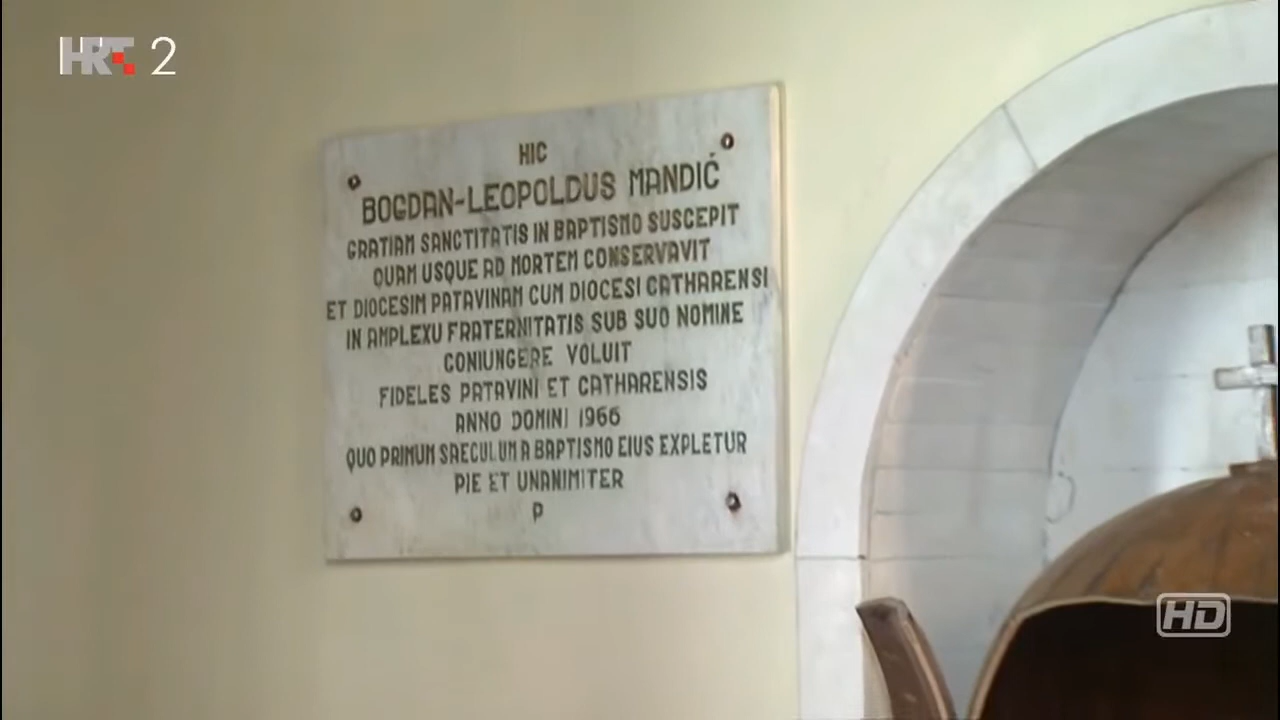 HRT 2
HIC
BOGDAN-LEOPOLDUS MANDIĆ
GRATIAM SANCTITATIS IN BAPTISMO SUSCEPIT
QUAM USQUE AD MORTEM CONSERVAVIT
ET DIOCESIM PATAVINAM CUM DIOCESI CATHARENSI
IN AMPLEXU FRATERNITATIS SUB SUO NOMINE
CONIUNGERE VOLUIT
FIDELES PATAVINI ET CATHARENSIS
ANNO DOMINI 1966
QUO PRIMUM SAECULUM A BAPTISMO EIUS EXPLETUR
PIE ET UNANIMITER
P
HD